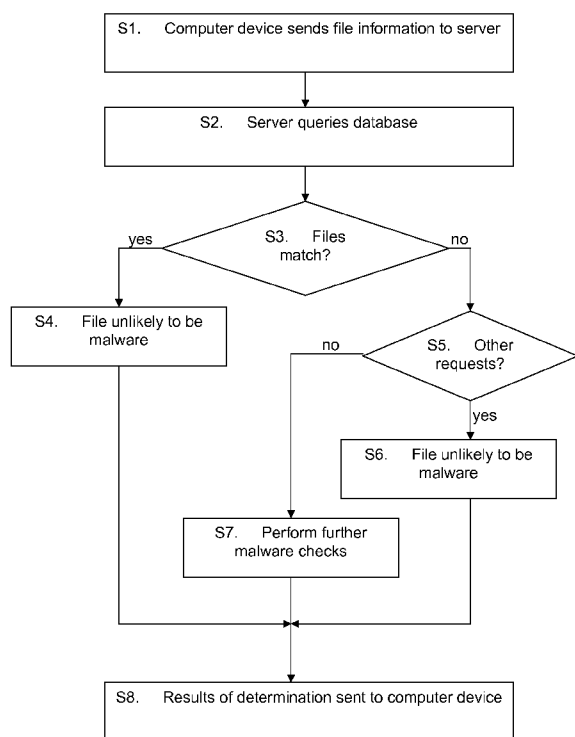 S1. Computer device sends file information to server
S2. Server queries database
yes
S3. Files
match?
no
S4. File unlikely to be
malware
no
S5. Other
requests?
yes
S6. File unlikely to be
malware
S7. Perform further
malware checks
S8. Results of determination sent to computer device